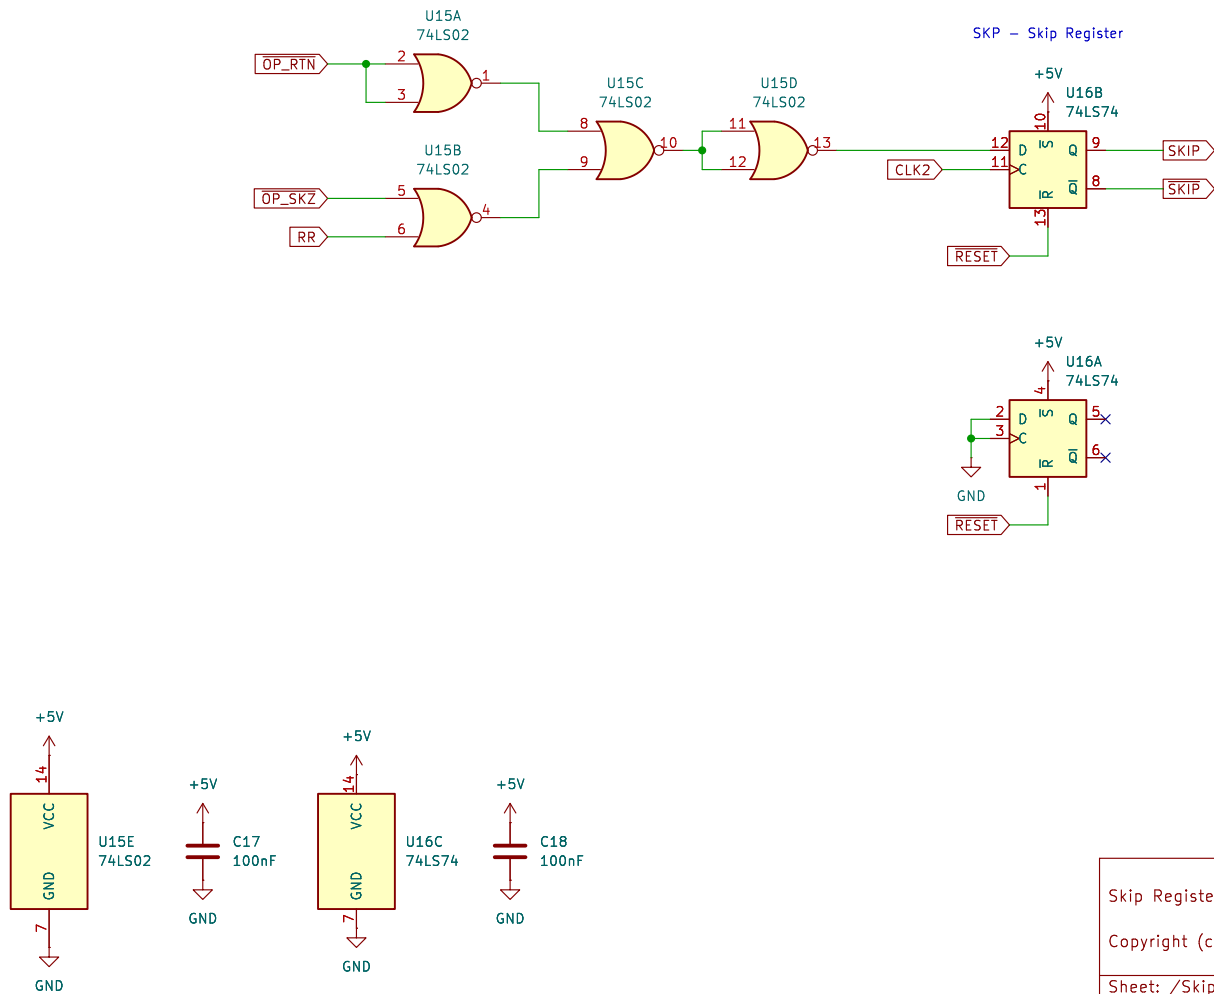 U15A
74LS02
OP_RTN
2
3
1
SKP – Skip Register
+5V
U16B
74LS74
U15C
74LS02
8
9
10
U15D
74LS02
11
12
13
10
S
12
D
Q
9
SKIP
CLK2
11
C
Q
8
SKIP
R
13
RESET
U15B
74LS02
OP_SKZ
5
RR
6
4
+5V
U16A
74LS74
4
S
2
D
Q
5
3
C
Q
6
R
1
GND
RESET
+5V
14
VCC
GND
7
U15E
74LS02
GND
+5V
C17
100nF
GND
+5V
14
VCC
GND
7
U16C
74LS74
GND
+5V
C18
100nF
GND
Skip Registe
Copyright (c
Sheet: /Skip